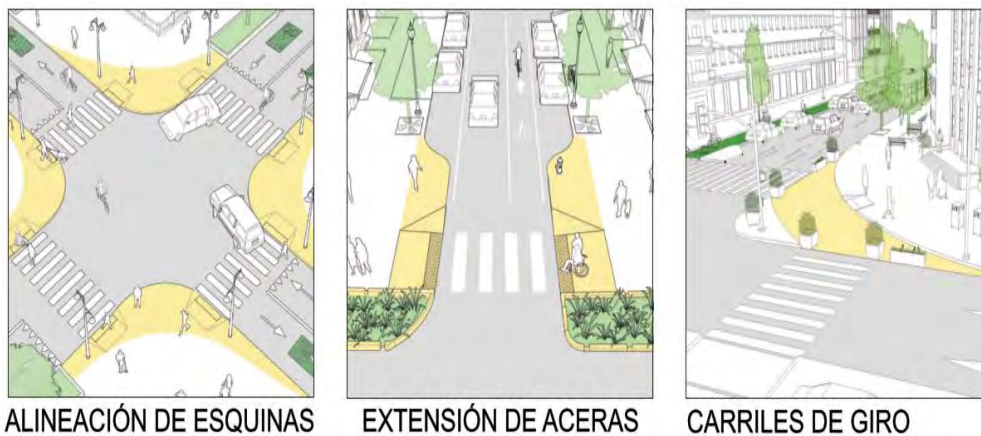 ALINEACIÓN DE ESQUINAS
EXTENSIÓN DE ACERAS
CARRILES DE GIRO